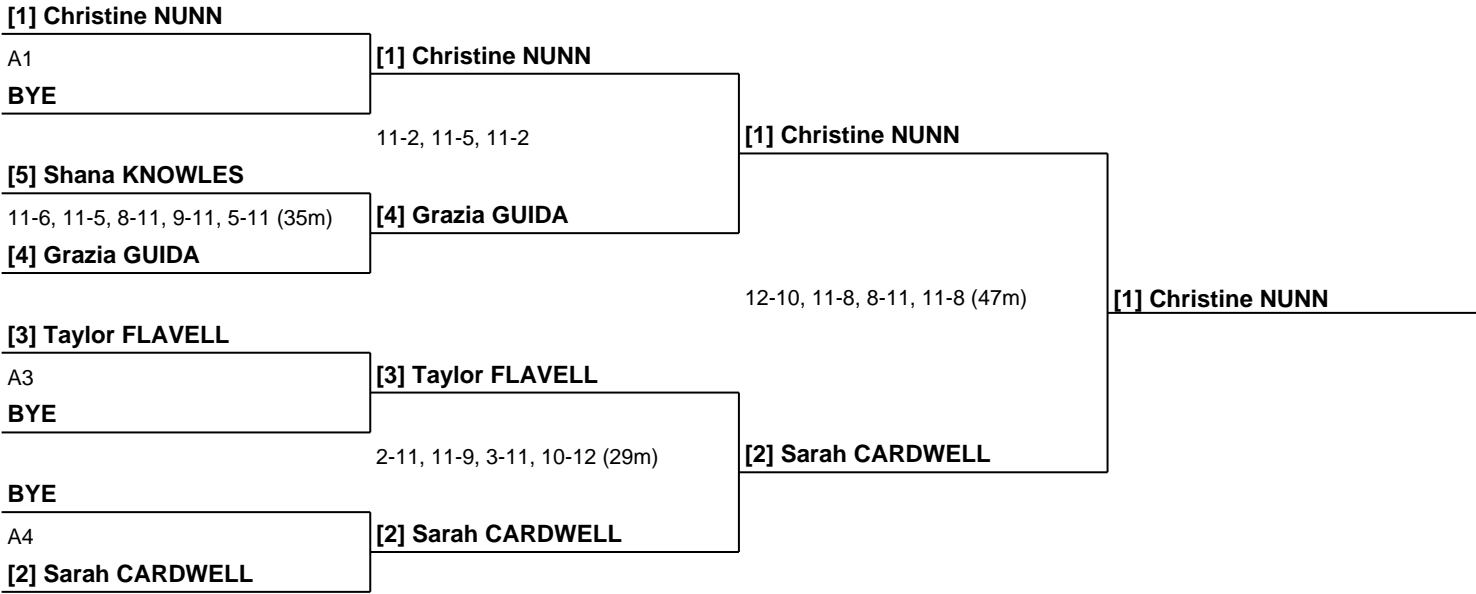 [1] Christine NUNN
A1
BYE
[1] Christine NUNN
11-2, 11-5, 11-2
[5] Shana KNOWLES
11-6, 11-5, 8-11, 9-11, 5-11 (35m)
[4] Grazia GUIDA
[4] Grazia GUIDA
[1] Christine NUNN
12-10, 11-8, 8-11, 11-8 (47m)
[1] Christine NUNN
[3] Taylor FLAVELL
A3
BYE
[3] Taylor FLAVELL
2-11, 11-9, 3-11, 10-12 (29m)
[2] Sarah CARDWELL
BYE
A4
[2] Sarah CARDWELL
[2] Sarah CARDWELL